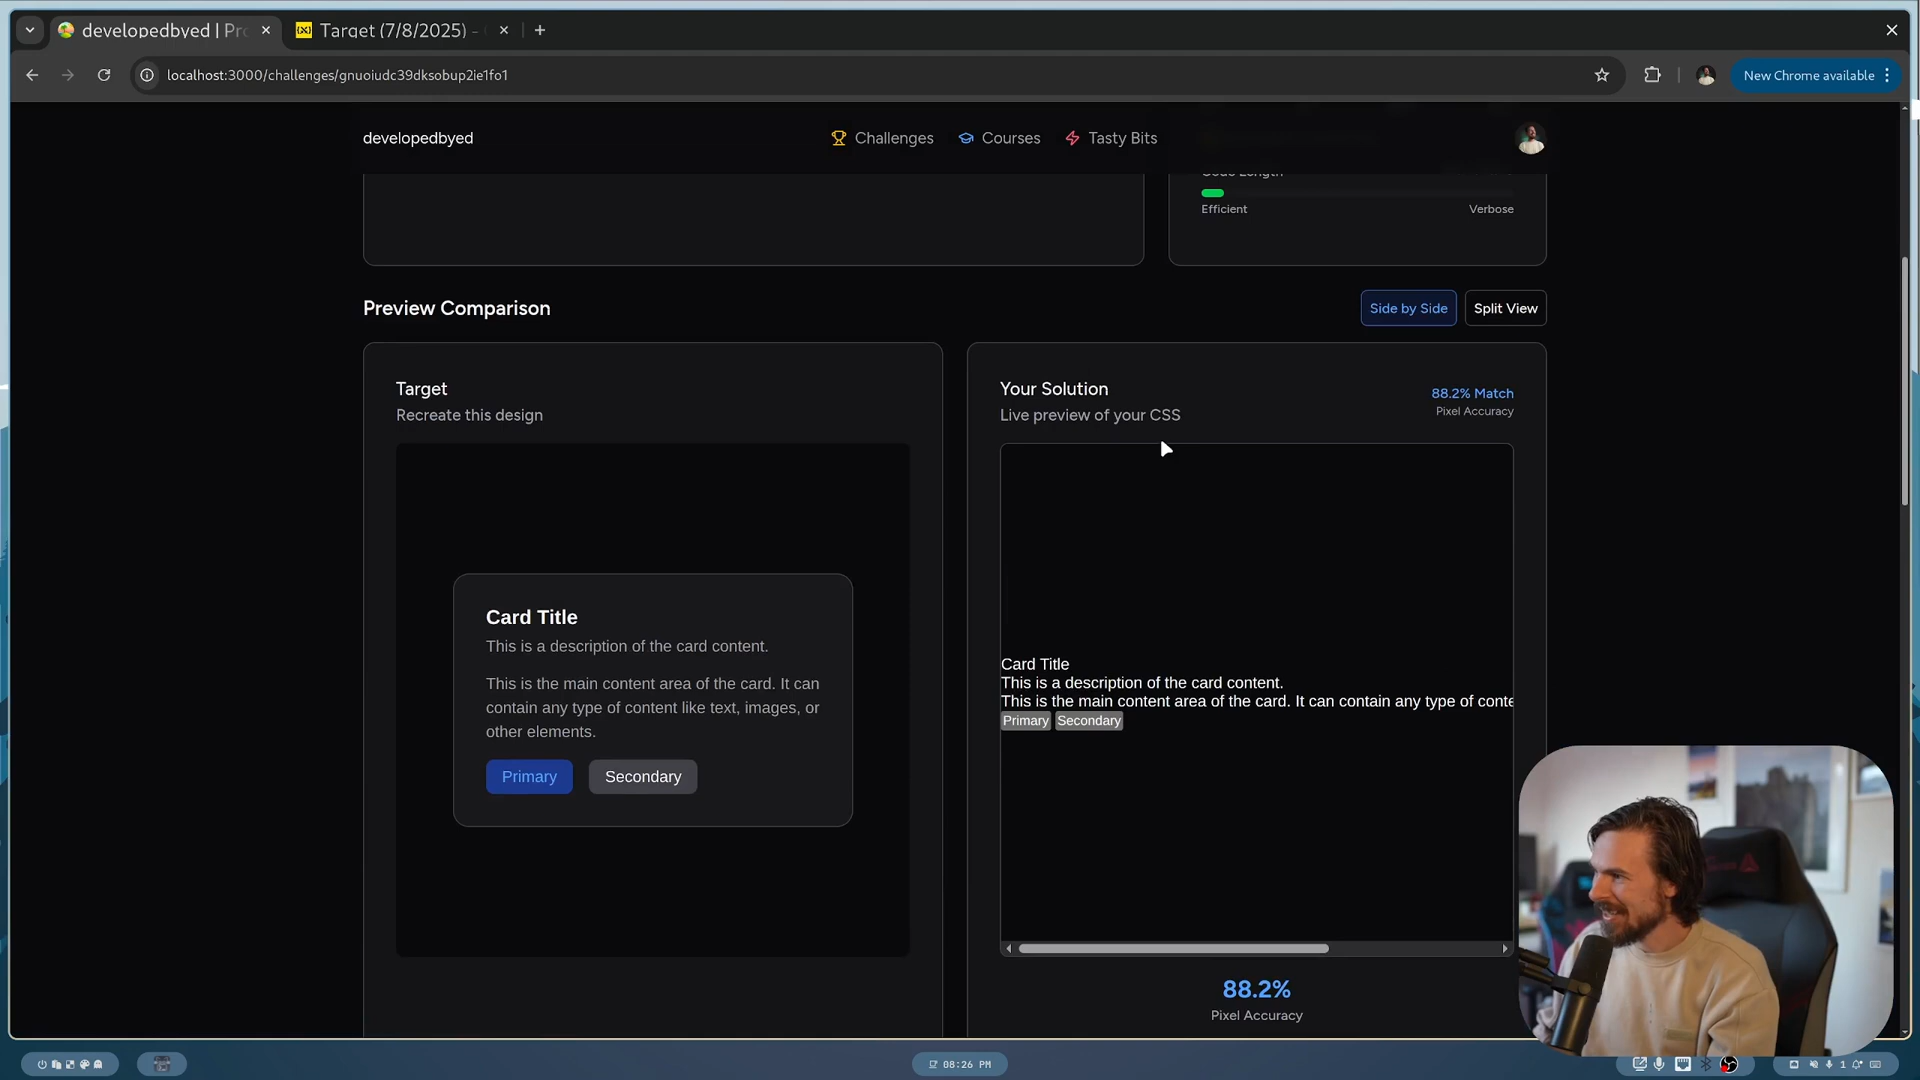 developedbyed | Pro
Target (7/8/2025) -
localhost:3000/challenges/gnuoiudc39dksobup2ie1fo1
New Chrome available
developedbyed
Challenges
Courses
Tasty Bits
Code Length
Efficient
Verbose
Preview Comparison
Side by Side
Split View
Target
Recreate this design
Card Title
This is a description of the card content.
This is the main content area of the card. It can
contain any type of content like text, images, or
other elements.
Primary
Secondary
Your Solution
Live preview of your CSS
88.2% Match
Pixel Accuracy
Card Title
This is a description of the card content.
This is the main content area of the card. It can contain any type of conte
Primary
Secondary
88.2%
Pixel Accuracy
08:26 PM
1